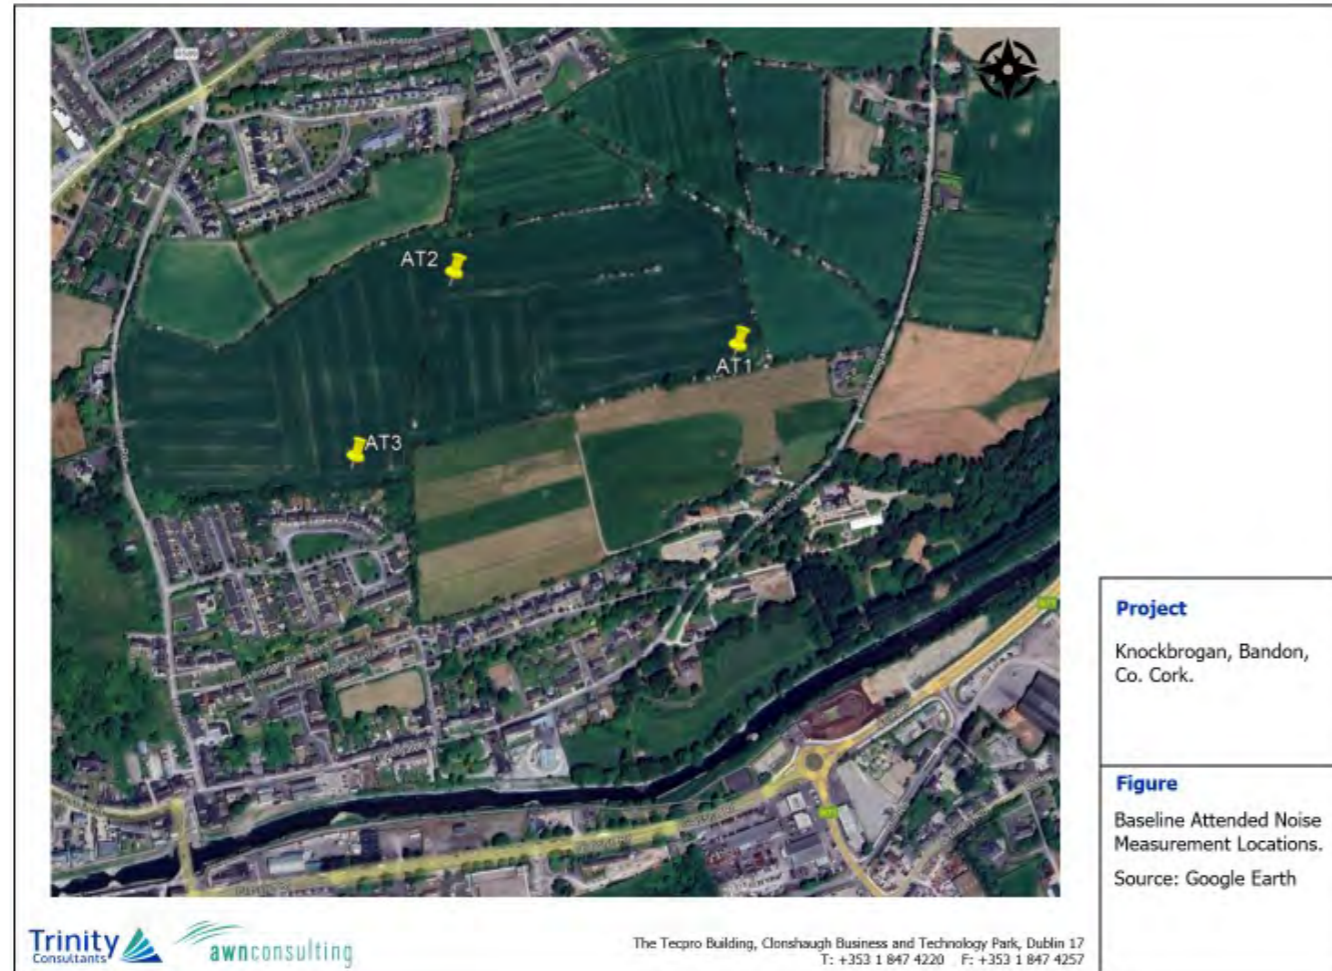 AT2
AT1
AT3
Project
Knockbrogan, Bandon,
Co. Cork.
Figure
Baseline Attended Noise
Measurement Locations.
Source: Google Earth
Trinity
Consultants
awnconsulting
The Tecpro Building, Clonshaugh Business and Technology Park, Dublin 17
T: +353 1 847 4220 F: +353 1 847 4257